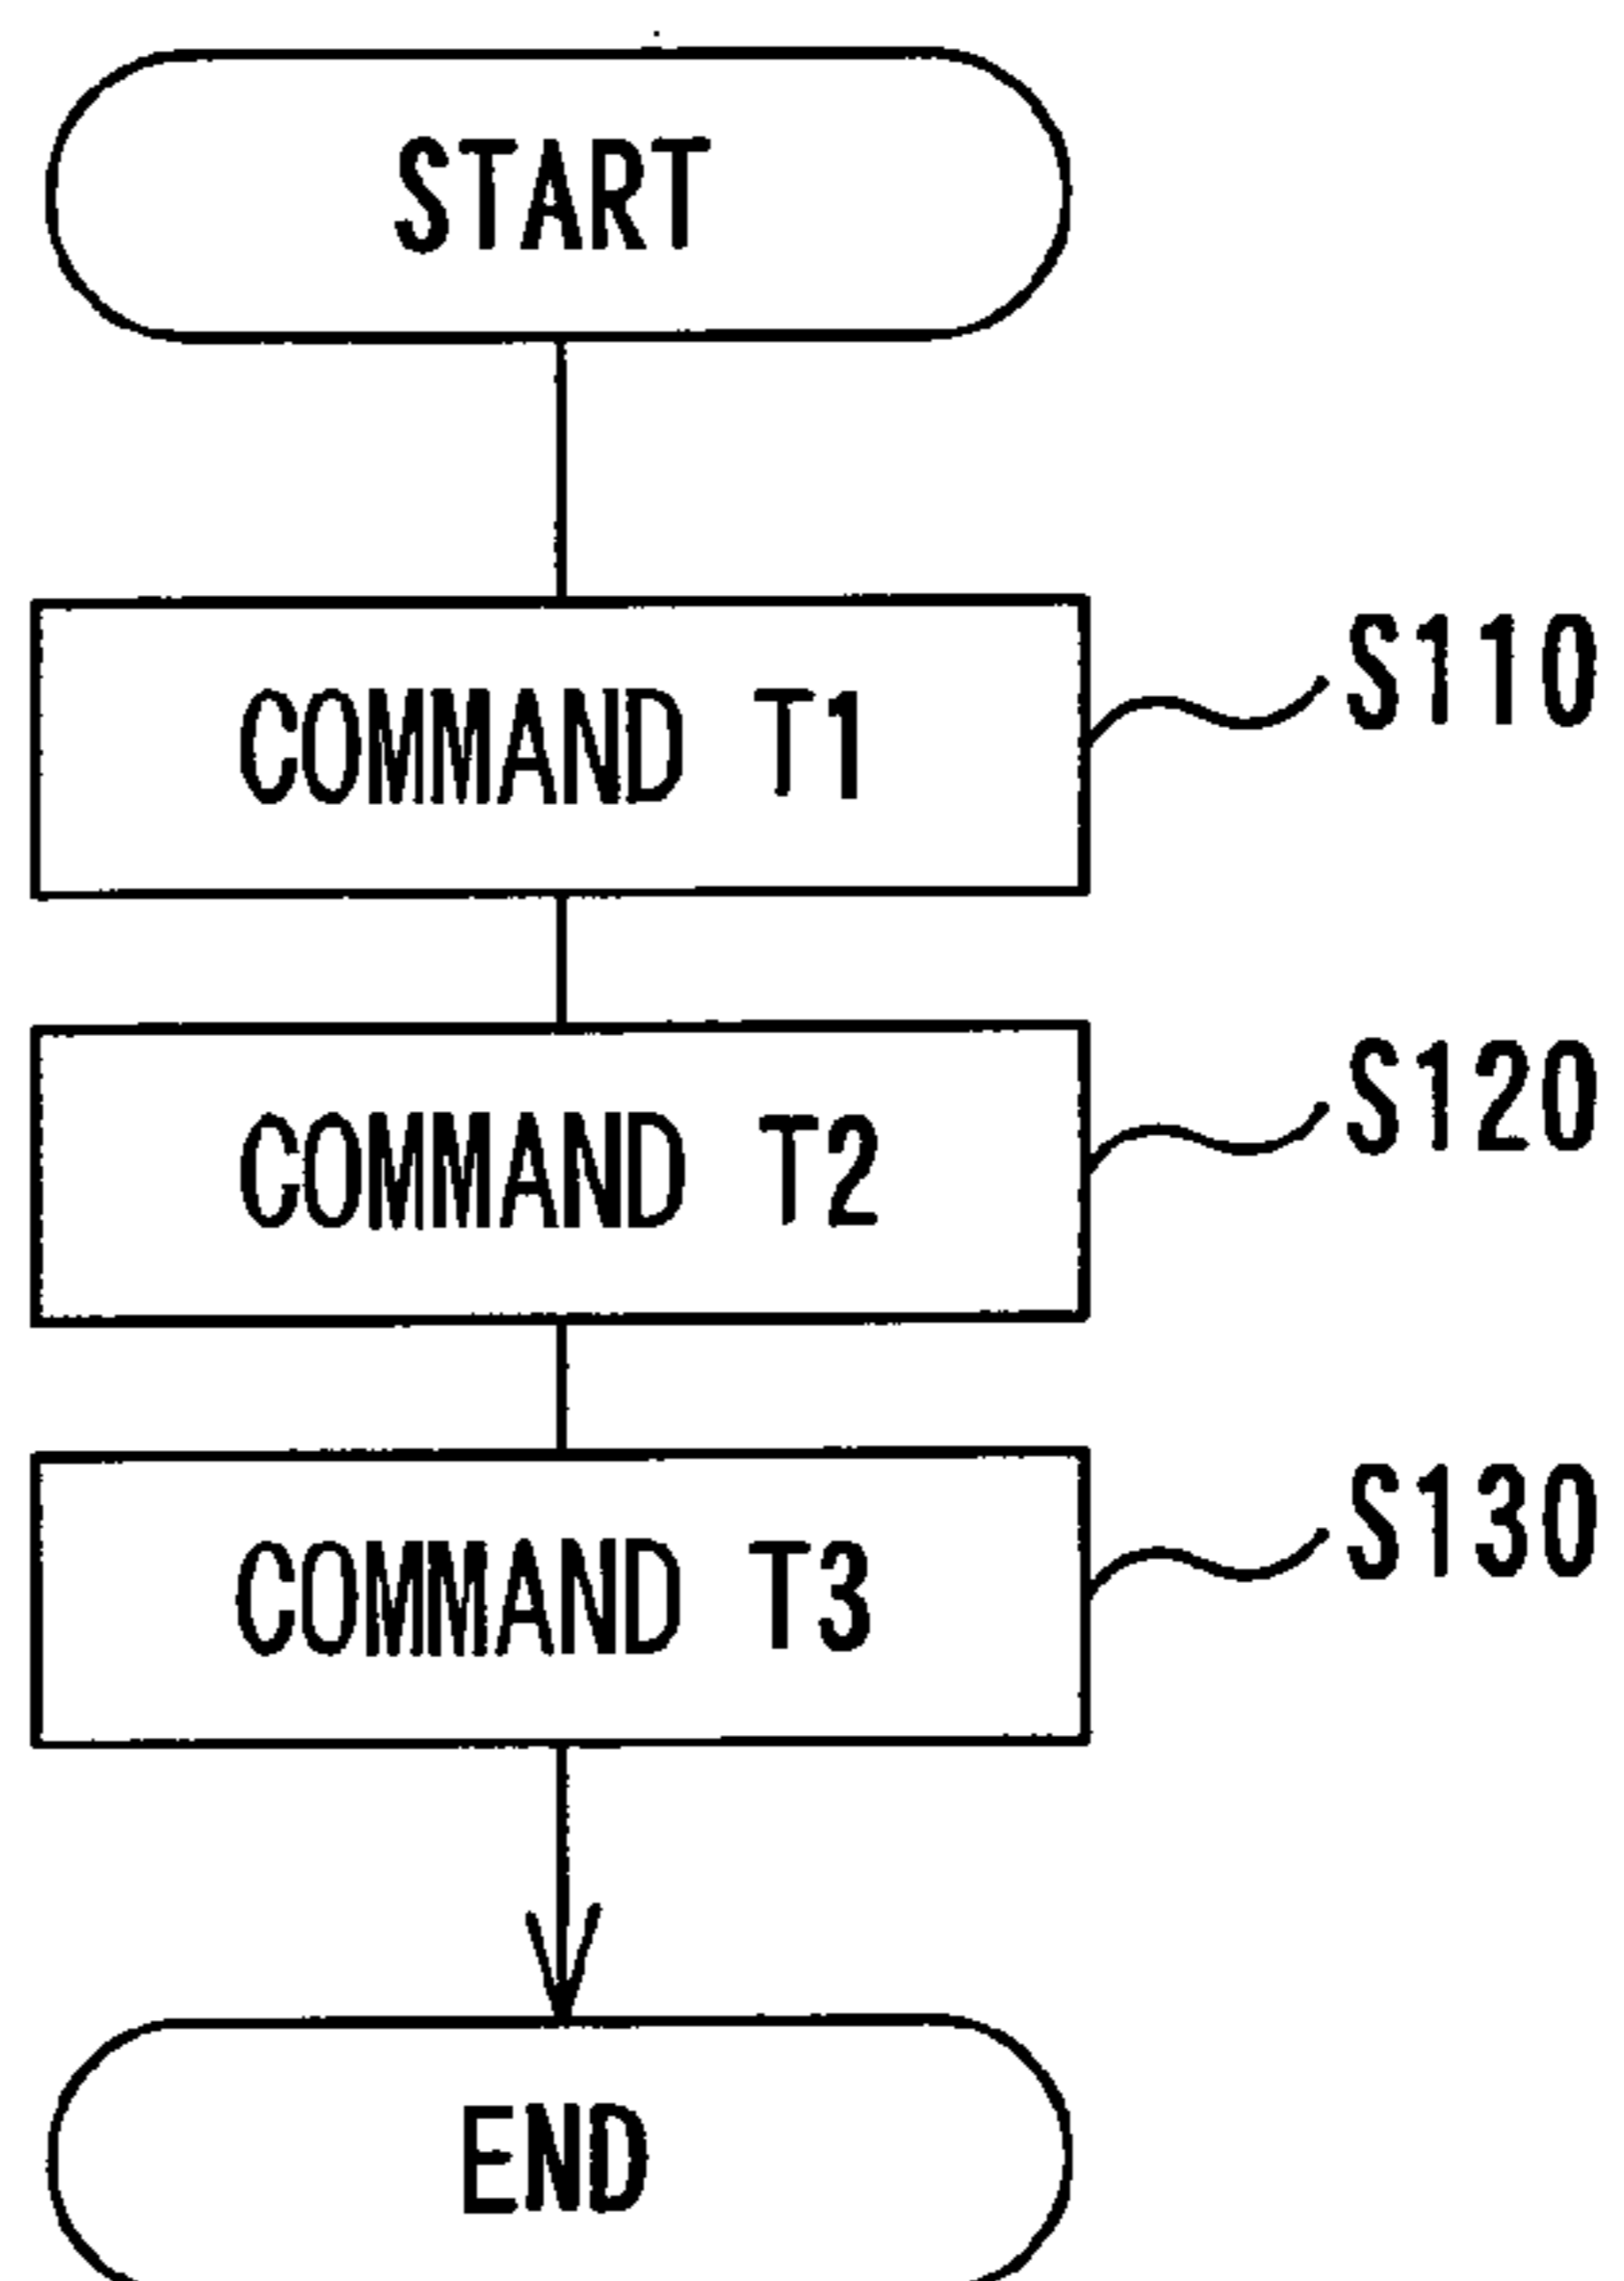 START
COMMAND T1
S110
COMMAND T2
S120
COMMAND T3
S130
END